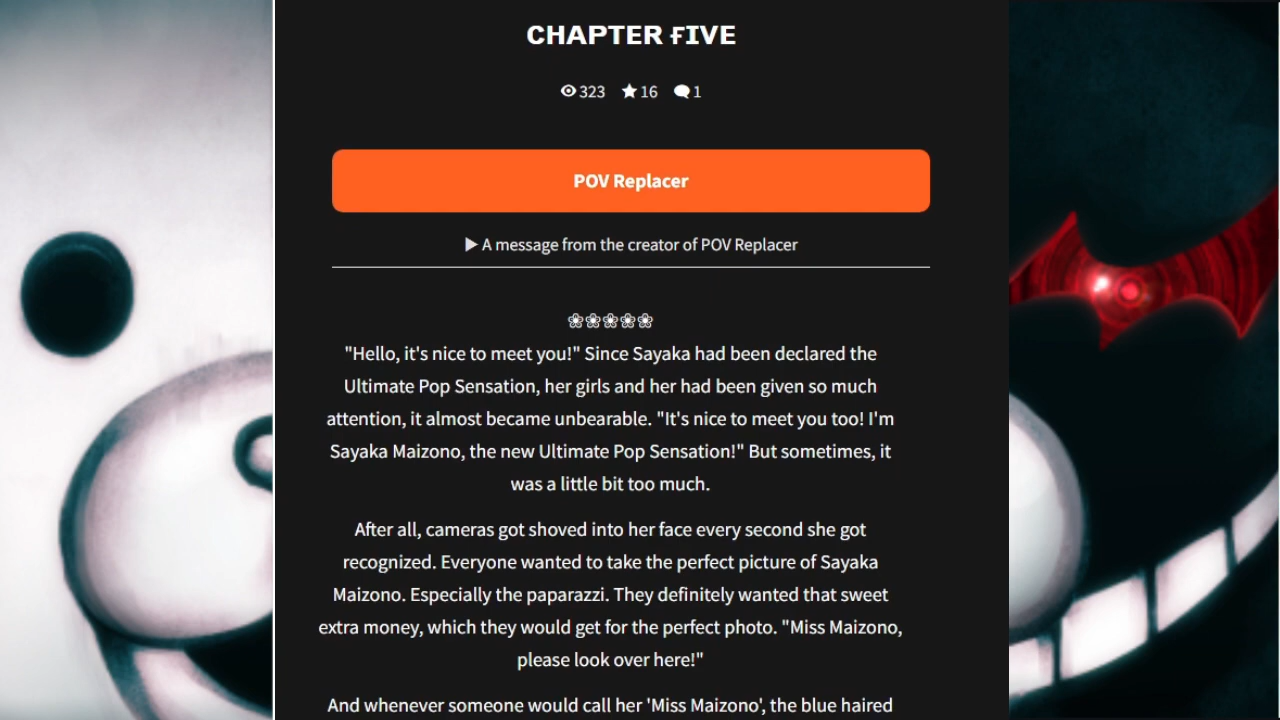 CHAPTER ғIVE
323 16 1
POV Replacer
▶ A message from the creator of POV Replacer
❀❀❀❀❀
"Hello, it's nice to meet you!" Since Sayaka had been declared the
Ultimate Pop Sensation, her girls and her had been given so much
attention, it almost became unbearable. "It's nice to meet you too! I'm
Sayaka Maizono, the new Ultimate Pop Sensation!" But sometimes, it
was a little bit too much.
After all, cameras got shoved into her face every second she got
recognized. Everyone wanted to take the perfect picture of Sayaka
Maizono. Especially the paparazzi. They definitely wanted that sweet
extra money, which they would get for the perfect photo. "Miss Maizono,
please look over here!"
And whenever someone would call her 'Miss Maizono', the blue haired